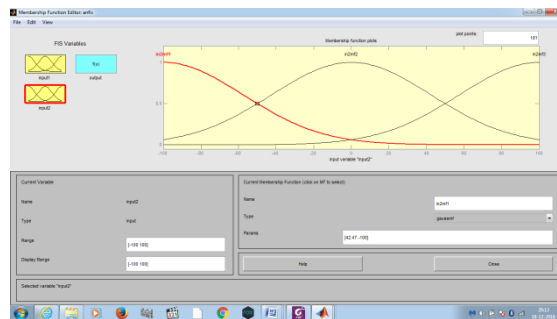 Membership Function Editor: anfis
File Edit View
FIS Variables
Membership function plots
plot points:
181
f(u)
input1
output
input2
in2mf1
in2mf2
in2mf3
1
0.5
0
-100 -80 -60 -40 -20 0 20 40 60 80 100
input variable "input2"
Current Variable
Current Membership Function (click on MF to select)
Name
input2
Name
in2mf1
Type
input
Type
gaussmf
Params
[42.47 -100]
Range
[-100 100]
Display Range
[-100 100]
Help
Close
Selected variable "input2"